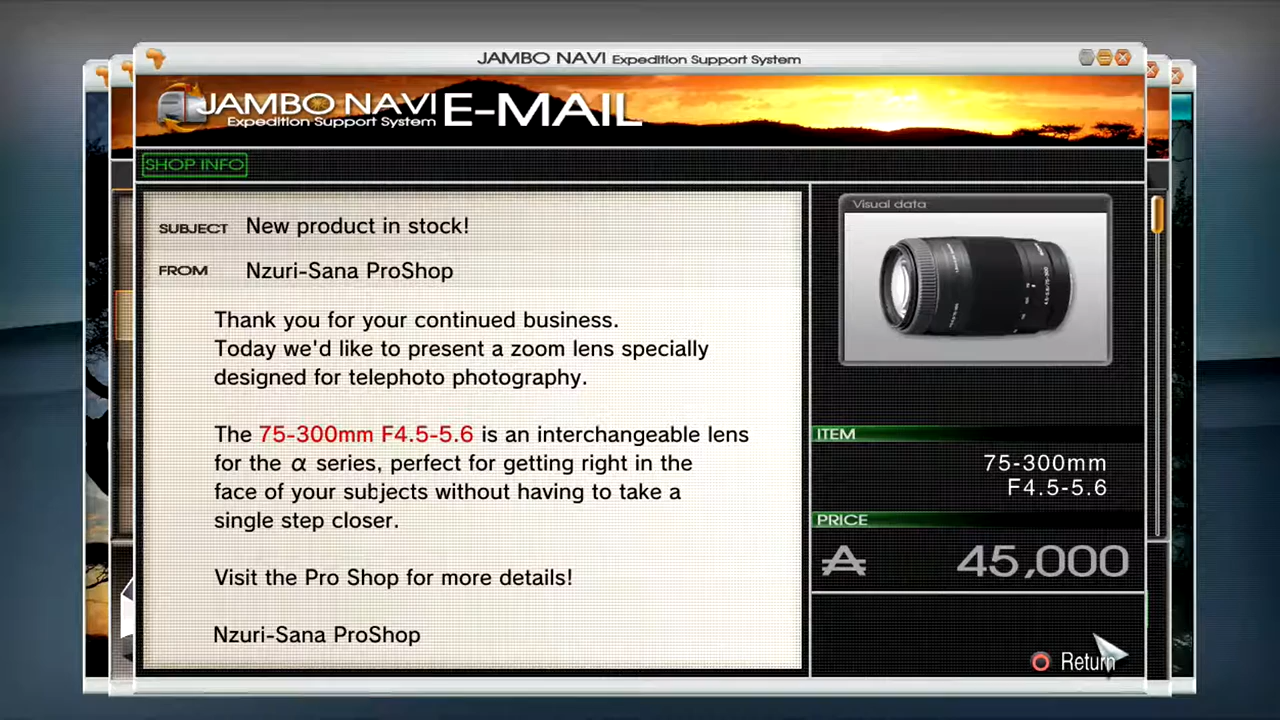 JAMBO NAVI Expedition Support System
JAMBO NAVI E-MAIL
Expedition Support System
SHOP INFO
SUBJECT New product in stock!
FROM Nzuri-Sana ProShop
Thank you for your continued business.
Today we'd like to present a zoom lens specially
designed for telephoto photography.
The 75-300mm F4.5-5.6 is an interchangeable lens
for the α series, perfect for getting right in the
face of your subjects without having to take a
single step closer.
Visit the Pro Shop for more details!
Nzuri-Sana ProShop
Visual data
ITEM
75-300mm
F4.5-5.6
PRICE
45,000
Return